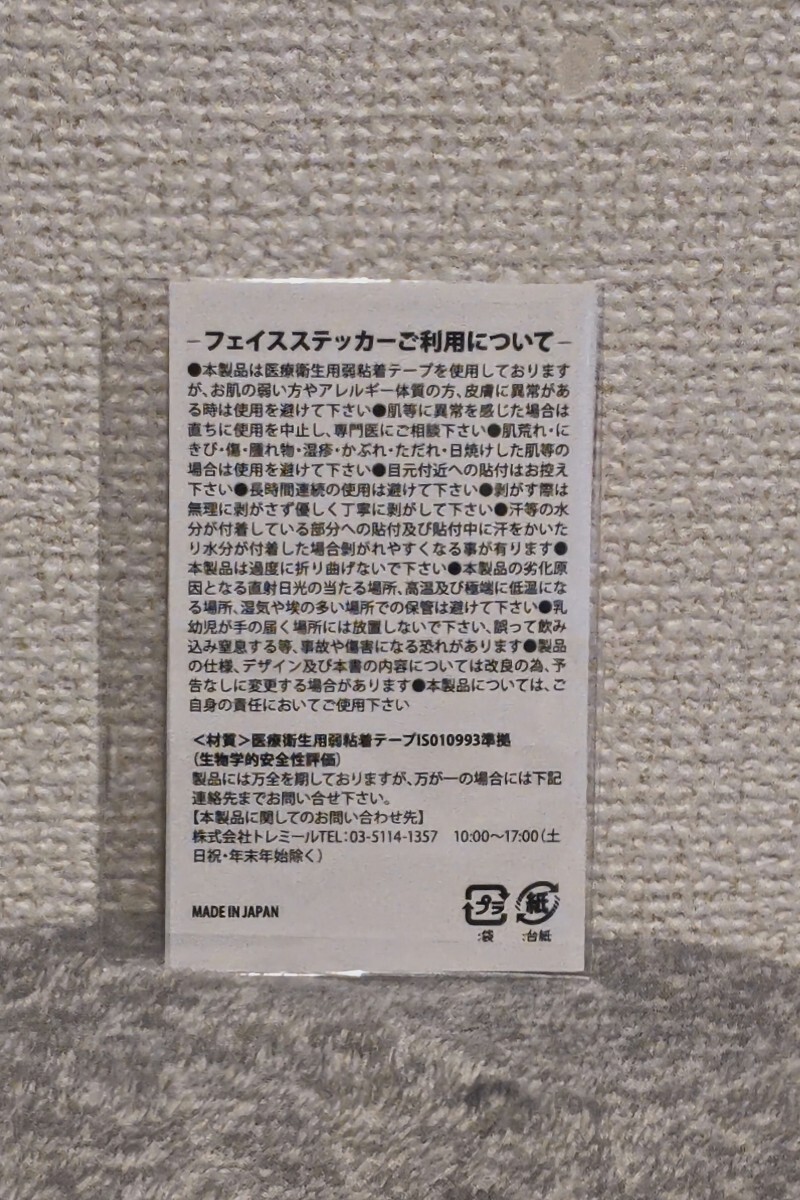 -フェイスステッカーご利用について-
●本製品は医療衛生用弱粘着テープを使用しております
が、お肌の弱い方やアレルギー体質の方、皮膚に異常があ
る時は使用を避けて下さい●肌等に異常を感じた場合は
直ちに使用を中止し、専門医にご相談下さい●肌荒れ・に
きび・傷・腫れ物・湿疹・かぶれ・ただれ・日焼けした肌等の
場合は使用を避けて下さい●目元付近への貼付はお控え
下さい●長時間連続の使用は避けて下さい●剥がす際は
無理に剥がさず優しく丁寧に剥がして下さい●汗等の水
分が付着している部分への貼付及び貼付中に汗をかいた
り水分が付着した場合剝がれやすくなる事が有ります●
本製品は過度に折り曲げないで下さい●本製品の劣化原
因となる直射日光の当たる場所、高温及び極端に低温にな
る場所、湿気や埃の多い場所での保管は避けて下さい●乳
幼児が手の届く場所には放置しないで下さい、誤って飲み
込み窒息する等、事故や傷害になる恐れがあります●製品
の仕様、デザイン及び本書の内容については改良の為、予
告なしに変更する場合があります●本製品については、ご
自身の責任においてご使用下さい
＜材質＞医療衛生用弱粘着テープISO10993準拠
(生物学的安全性評価)
製品には万全を期しておりますが、万が一の場合には下記
連絡先までお問い合せ下さい。
【本製品に関してのお問い合わせ先】
株式会社トレミールTEL:03-5114-1357 10:00～17:00(土
日祝・年末年始除く)
MADE IN JAPAN
プラ 紙
:袋 :台紙